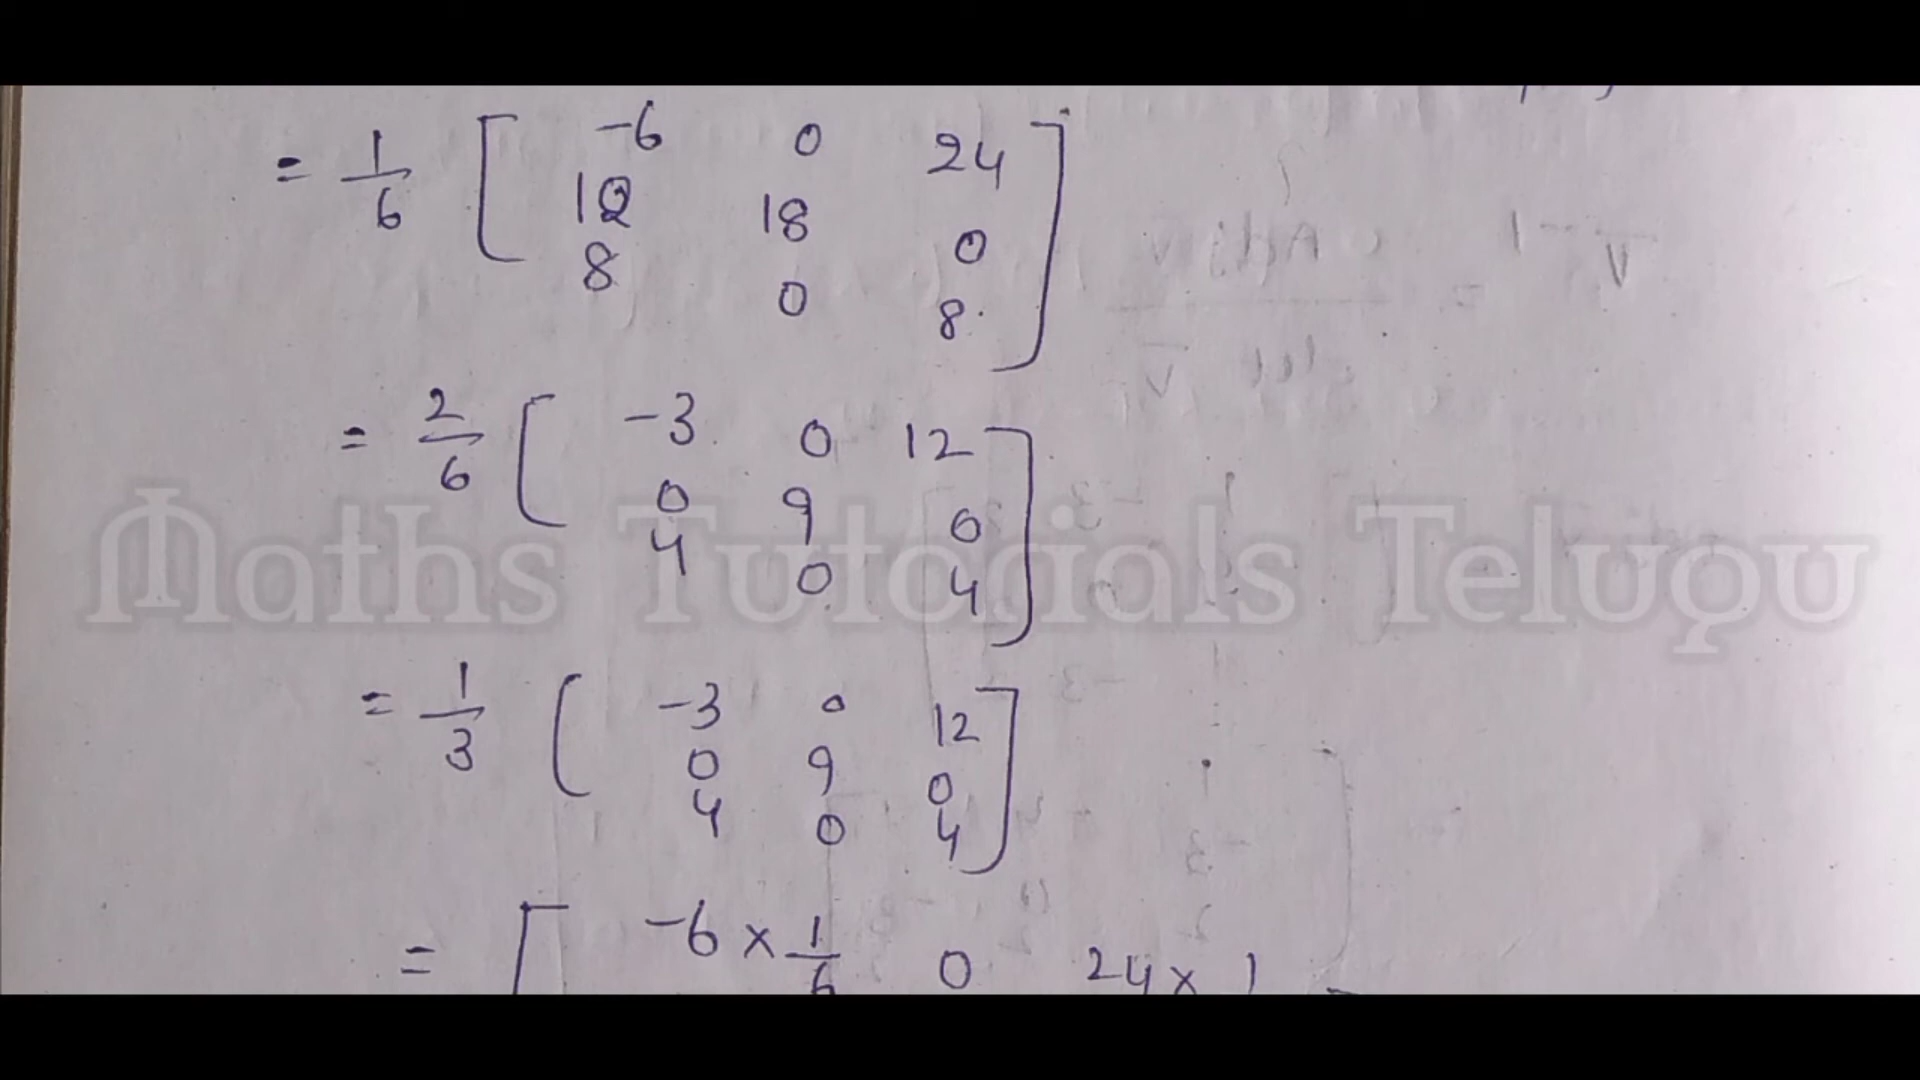 = 1/6 [ -6 0 24
18 0
8 0 8 ]
= 2/6 [ -3 0 12
0 9 0
4 0 4 ]
Maths Tutorials Telugu
= 1/3 [ -3 0 12
0 9 0
4 0 4 ]
= [ -6 × 1/6 0 24 × 1